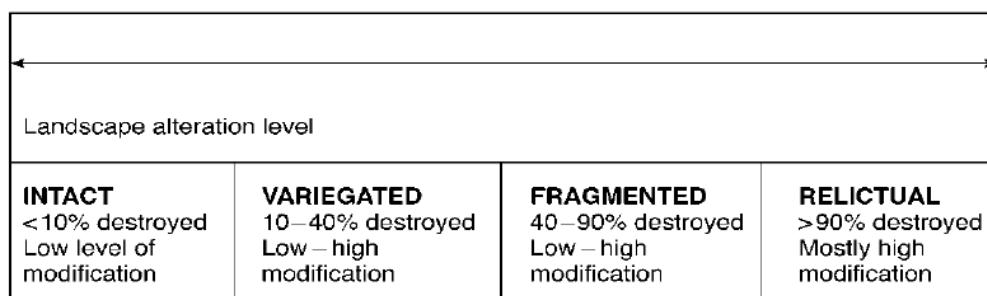 Landscape alteration level
INTACT
<10% destroyed
Low level of
modification
VARIEGATED
10–40% destroyed
Low–high
modification
FRAGMENTED
40–90% destroyed
Low–high
modification
RELICTUAL
>90% destroyed
Mostly high
modification